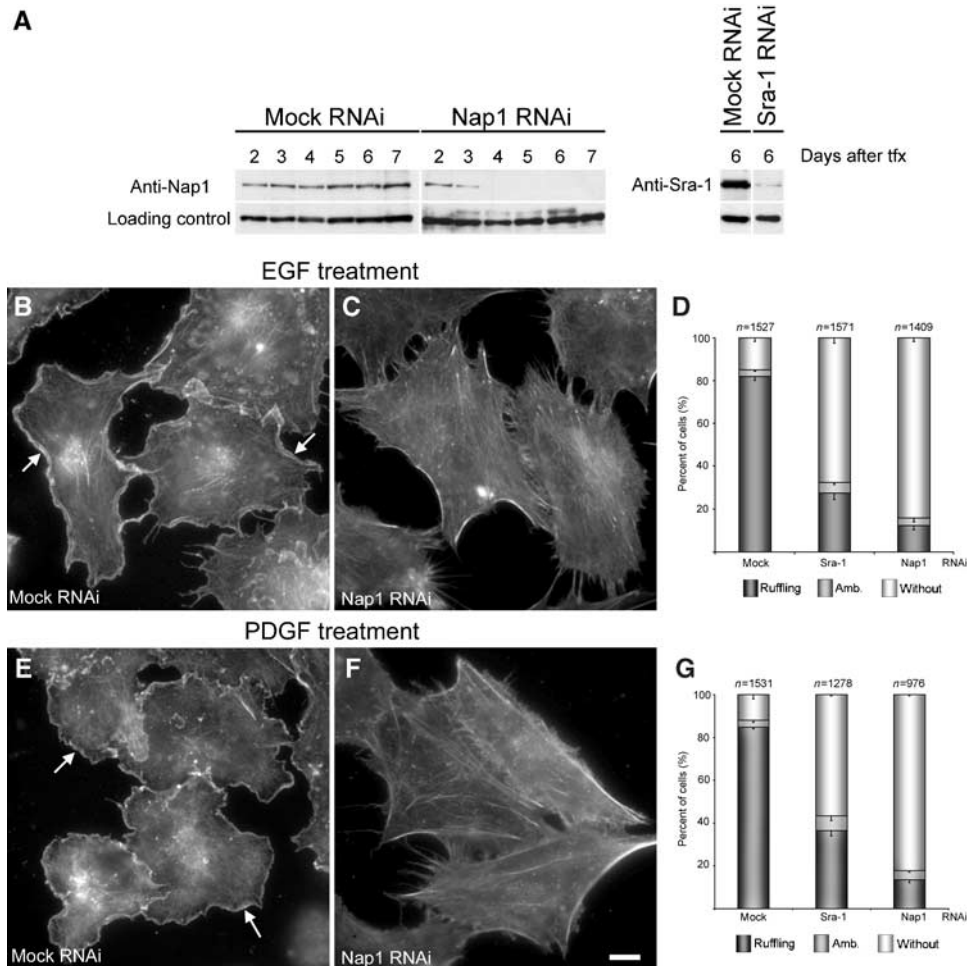 A
Mock RNAi Nap1 RNAi Mock RNAi Sra-1 RNAi
2 3 4 5 6 7 2 3 4 5 6 7 6 6 Days after tfx
Anti-Nap1 Anti-Sra-1
Loading control
EGF treatment
B
Mock RNAi
C
Nap1 RNAi
D
n=1527 n=1571 n=1409
Percent of cells (%)
100
80
60
40
20
Mock Sra-1 Nap1 RNAi
Ruffling Amb. Without
PDGF treatment
E
Mock RNAi
F
Nap1 RNAi
G
n=1531 n=1278 n=976
Percent of cells (%)
100
80
60
40
20
Mock Sra-1 Nap1 RNAi
Ruffling Amb. Without